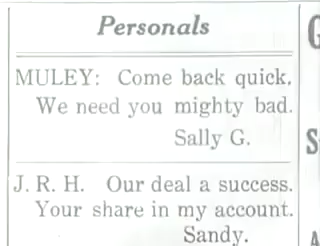 Personals
MULEY: Come back quick.
We need you mighty bad.
Sally G.
J. R. H. Our deal a success.
Your share in my account.
Sandy.